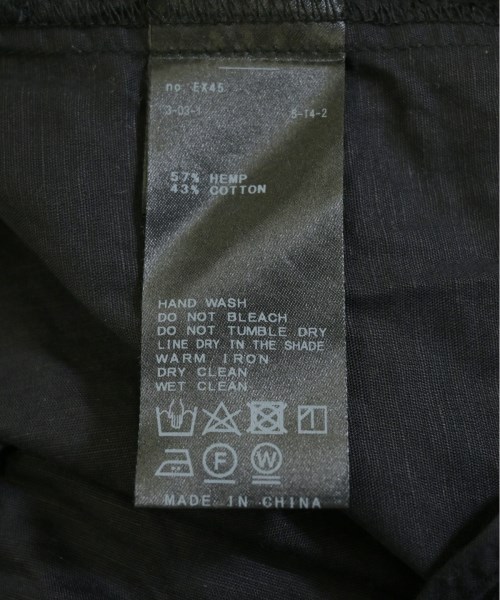 no. EX45
3-03-1 8-14-2
57% HEMP
43% COTTON
HAND WASH
DO NOT BLEACH
DO NOT TUMBLE DRY
LINE DRY IN THE SHADE
WARM IRON
DRY CLEAN
WET CLEAN
F W
MADE IN CHINA